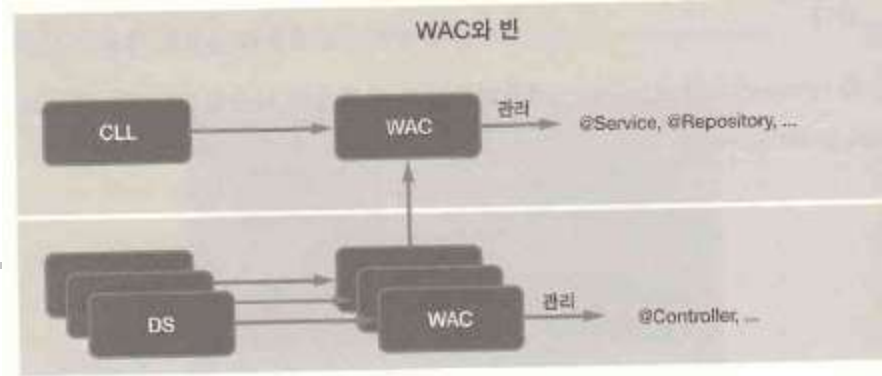 WAC와 빈
CLL
WAC
관리
@Service, @Repository, ...
DS
WAC
관리
@Controller, ...